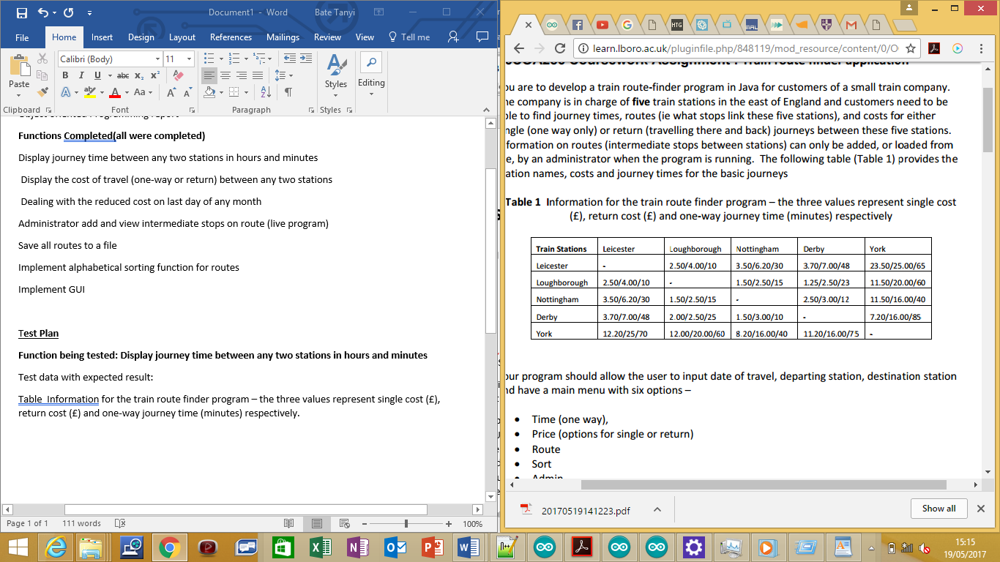 Document1 - Word
Bate Tanyi
File
Home
Insert
Design
Layout
References
Mailings
Review
View
Tell me
Paste
Calibri (Body)
11
B I U abc x₂ x²
A Aa A A
Styles
Editing
Clipboard
Font
Paragraph
Styles
Functions Completed(all were completed)
Display journey time between any two stations in hours and minutes
Display the cost of travel (one-way or return) between any two stations
Dealing with the reduced cost on last day of any month
Administrator add and view intermediate stops on route (live program)
Save all routes to a file
Implement alphabetical sorting function for routes
Implement GUI
Test Plan
Function being tested: Display journey time between any two stations in hours and minutes
Test data with expected result:
Table Information for the train route finder program – the three values represent single cost (£),
return cost (£) and one-way journey time (minutes) respectively.
Page 1 of 1
111 words
100%
HTG
MAL
learn.lboro.ac.uk/pluginfile.php/848119/mod_resource/content/0/O
Coursework Assignment : Train route finder application
ou are to develop a train route-finder program in Java for customers of a small train company.
he company is in charge of five train stations in the east of England and customers need to be
ble to find journey times, routes (ie what stops link these five stations), and costs for either
ngle (one way only) or return (travelling there and back) journeys between these five stations.
formation on routes (intermediate stops between stations) can only be added, or loaded from
e, by an administrator when the program is running. The following table (Table 1) provides the
ation names, costs and journey times for the basic journeys
Table 1 Information for the train route finder program – the three values represent single cost
(£), return cost (£) and one-way journey time (minutes) respectively
Train Stations Leicester Loughborough Nottingham Derby York
Leicester - 2.50/4.00/10 3.50/6.20/30 3.70/7.00/48 23.50/25.00/65
Loughborough 2.50/4.00/10 - 1.50/2.50/15 1.25/2.50/23 11.50/20.00/60
Nottingham 3.50/6.20/30 1.50/2.50/15 - 2.50/3.00/12 11.50/16.00/40
Derby 3.70/7.00/48 2.00/2.50/25 1.50/3.00/10 - 7.20/16.00/85
York 12.20/25/70 12.00/20.00/60 8.20/16.00/40 11.20/16.00/75 -
our program should allow the user to input date of travel, departing station, destination station
nd have a main menu with six options –
• Time (one way),
• Price (options for single or return)
• Route
• Sort
• Admin
20170519141223.pdf
Show all
15:15
19/05/2017